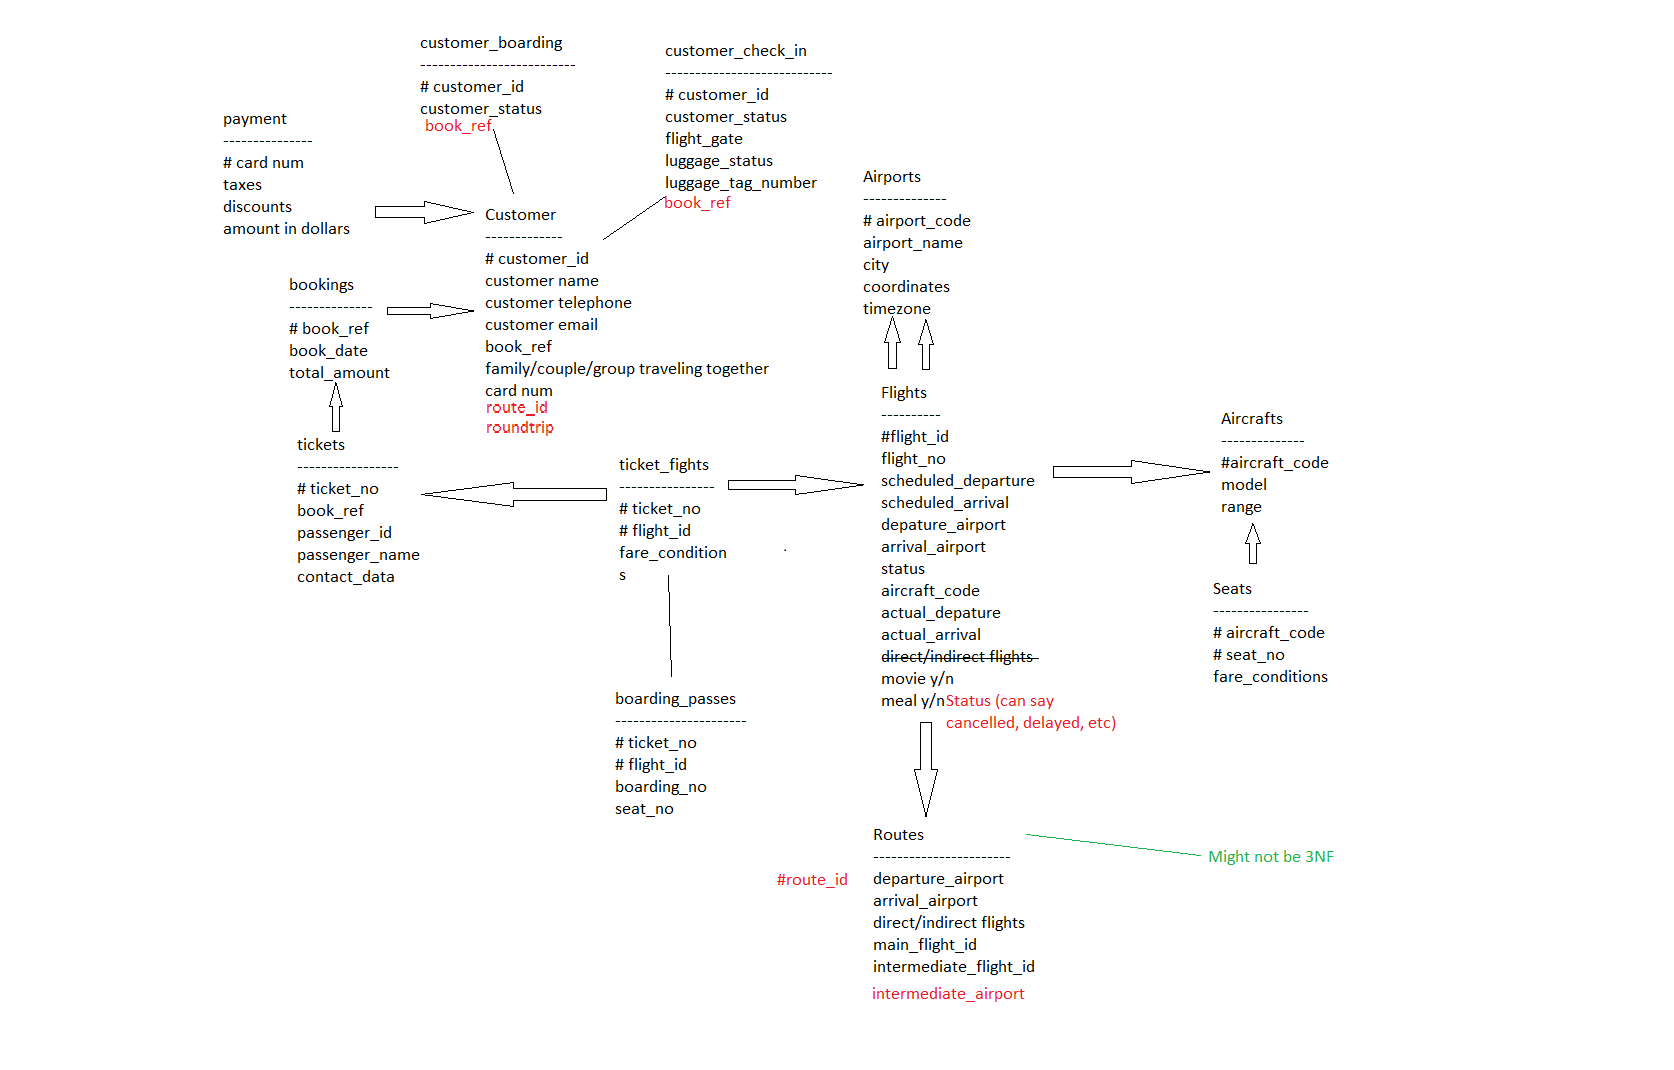 customer_boarding
--------------------------
# customer_id
customer_status
book_ref
customer_check_in
----------------------------
# customer_id
customer_status
flight_gate
luggage_status
luggage_tag_number
book_ref
payment
---------------
# card num
taxes
discounts
amount in dollars
Customer
-------------
# customer_id
customer name
customer telephone
customer email
book_ref
family/couple/group traveling together
card num
route_id
roundtrip
bookings
--------------
# book_ref
book_date
total_amount
tickets
-----------------
# ticket_no
book_ref
passenger_id
passenger_name
contact_data
ticket_fights
----------------
# ticket_no
# flight_id
fare_condition
s
boarding_passes
----------------------
# ticket_no
# flight_id
boarding_no
seat_no
Airports
--------------
# airport_code
airport_name
city
coordinates
timezone
Flights
----------
#flight_id
flight_no
scheduled_departure
scheduled_arrival
depature_airport
arrival_airport
status
aircraft_code
actual_depature
actual_arrival
direct/indirect flights
movie y/n
meal y/n
Status (can say
cancelled, delayed, etc)
Aircrafts
--------------
#aircraft_code
model
range
Seats
----------------
# aircraft_code
# seat_no
fare_conditions
Routes
-----------------------
#route_id
departure_airport
arrival_airport
direct/indirect flights
main_flight_id
intermediate_flight_id
intermediate_airport
Might not be 3NF